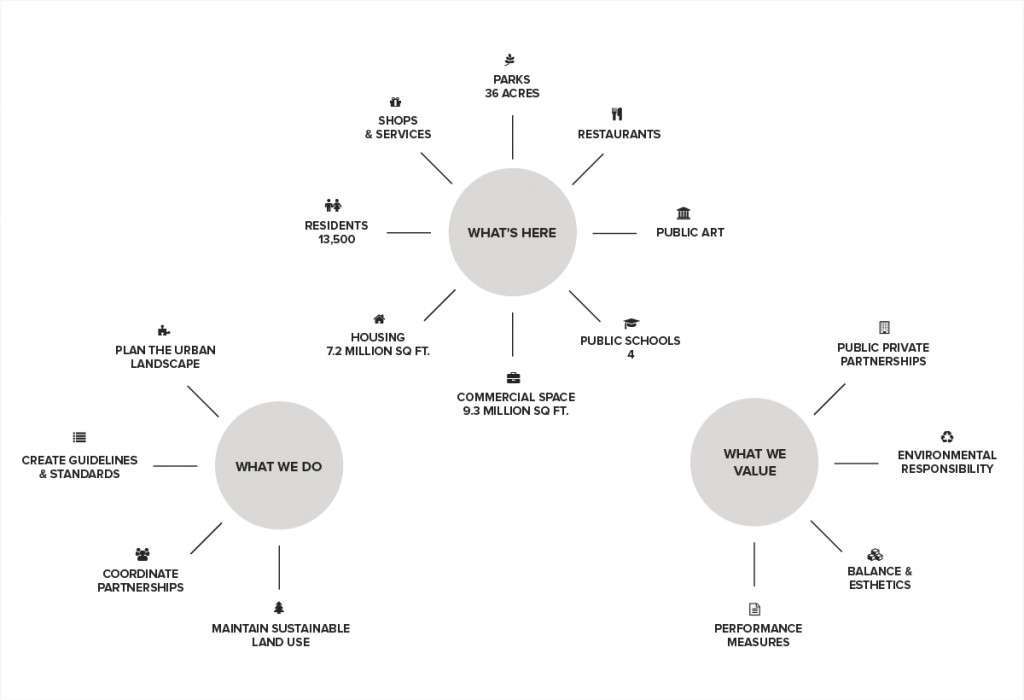 PARKS
36 ACRES
SHOPS
& SERVICES
RESTAURANTS
RESIDENTS
13,500
WHAT'S HERE
PUBLIC ART
HOUSING
7.2 MILLION SQ FT.
PUBLIC SCHOOLS
4
COMMERCIAL SPACE
9.3 MILLION SQ FT.
PLAN THE URBAN
LANDSCAPE
CREATE GUIDELINES
& STANDARDS
WHAT WE DO
COORDINATE
PARTNERSHIPS
MAINTAIN SUSTAINABLE
LAND USE
PUBLIC PRIVATE
PARTNERSHIPS
WHAT WE
VALUE
ENVIRONMENTAL
RESPONSIBILITY
BALANCE &
ESTHETICS
PERFORMANCE
MEASURES